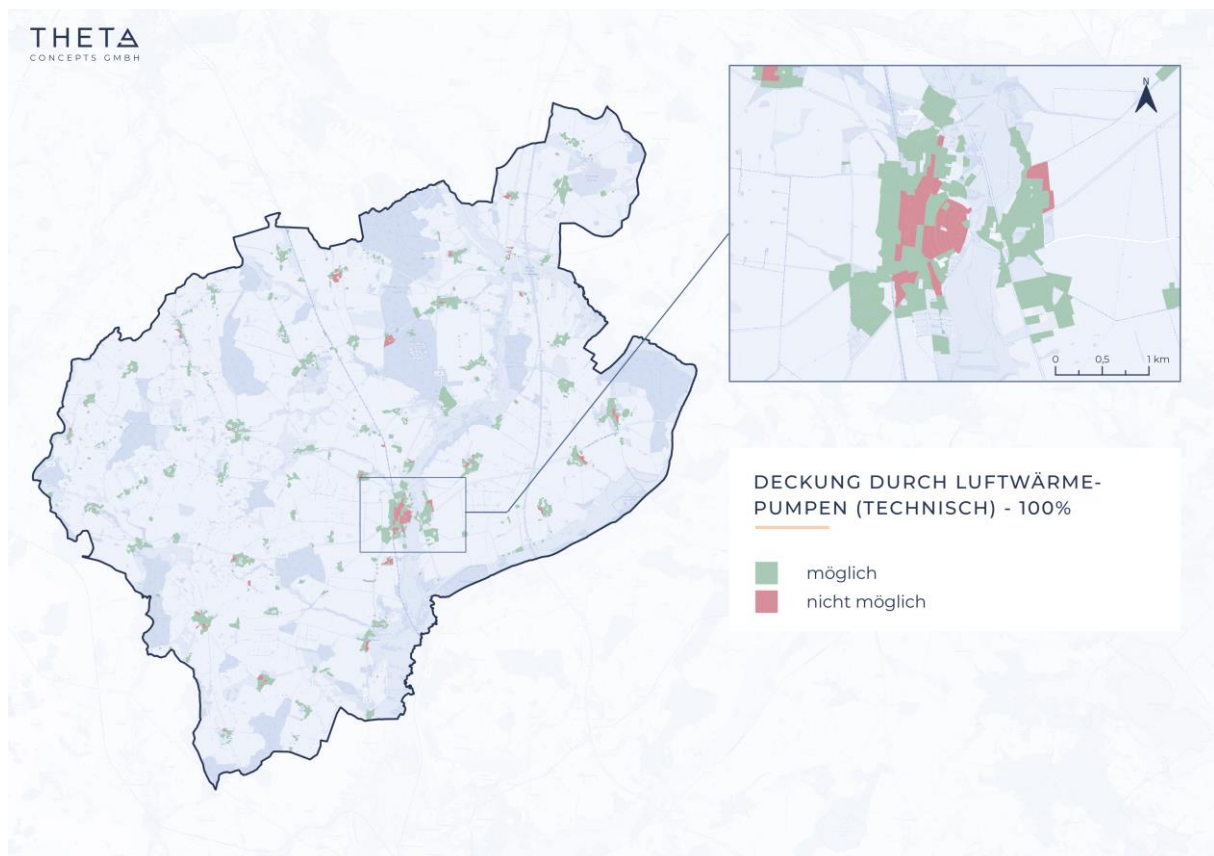 THETA
CONCEPTS GMBH
N
0 0,5 1 km
DECKUNG DURCH LUFTWÄRME-
PUMPEN (TECHNISCH) - 100%
möglich
nicht möglich